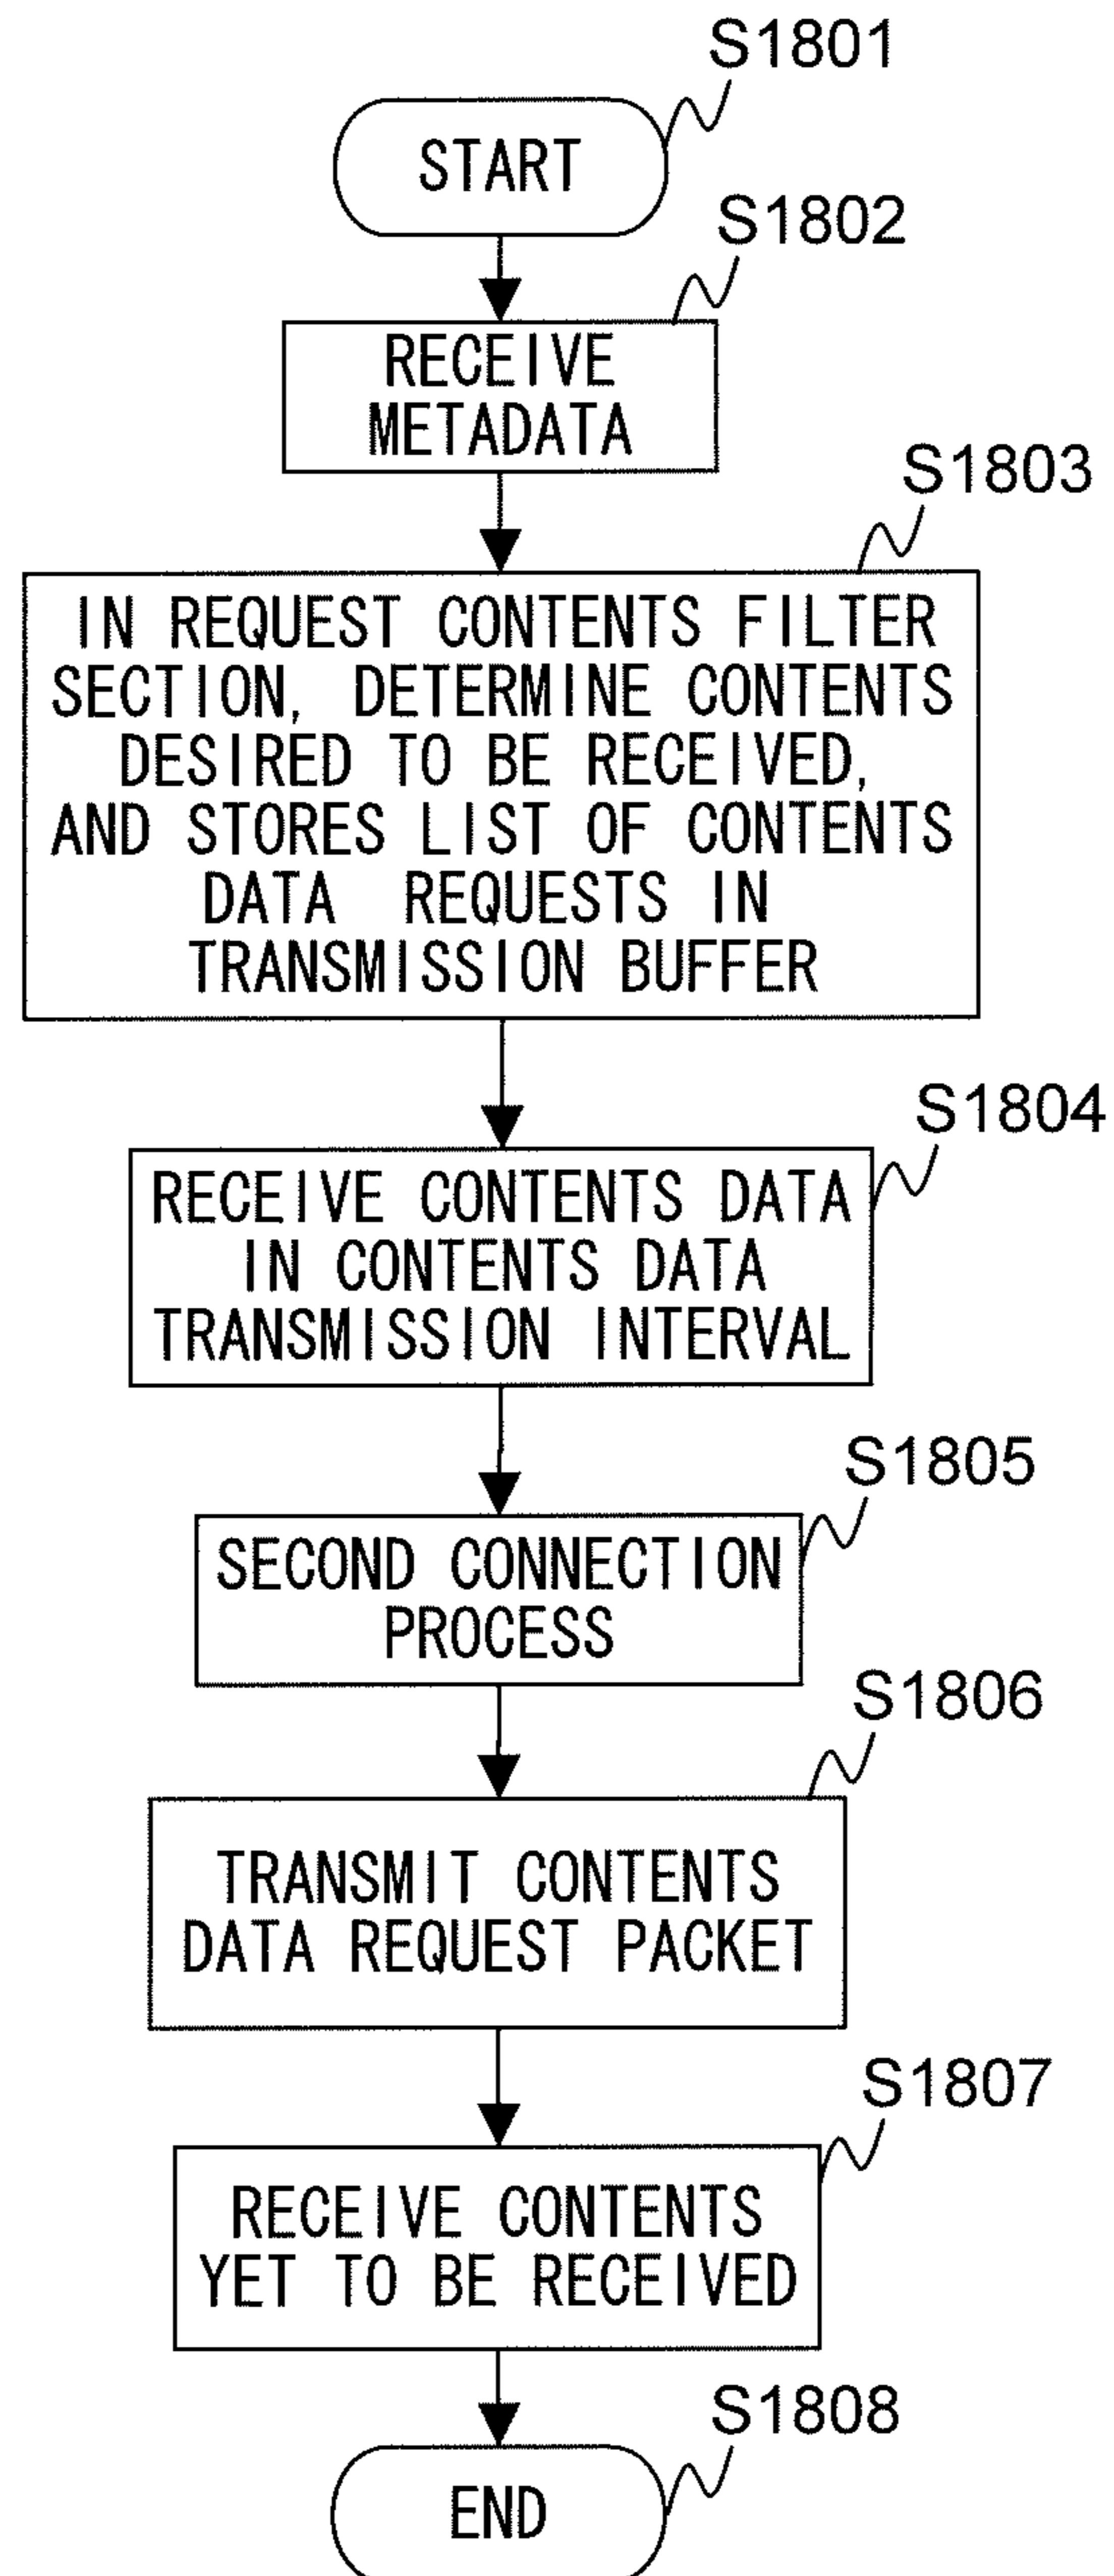 S1801
START
S1802
RECEIVE
METADATA
S1803
IN REQUEST CONTENTS FILTER
SECTION, DETERMINE CONTENTS
DESIRED TO BE RECEIVED,
AND STORES LIST OF CONTENTS
DATA REQUESTS IN
TRANSMISSION BUFFER
S1804
RECEIVE CONTENTS DATA
IN CONTENTS DATA
TRANSMISSION INTERVAL
S1805
SECOND CONNECTION
PROCESS
S1806
TRANSMIT CONTENTS
DATA REQUEST PACKET
S1807
RECEIVE CONTENTS
YET TO BE RECEIVED
S1808
END